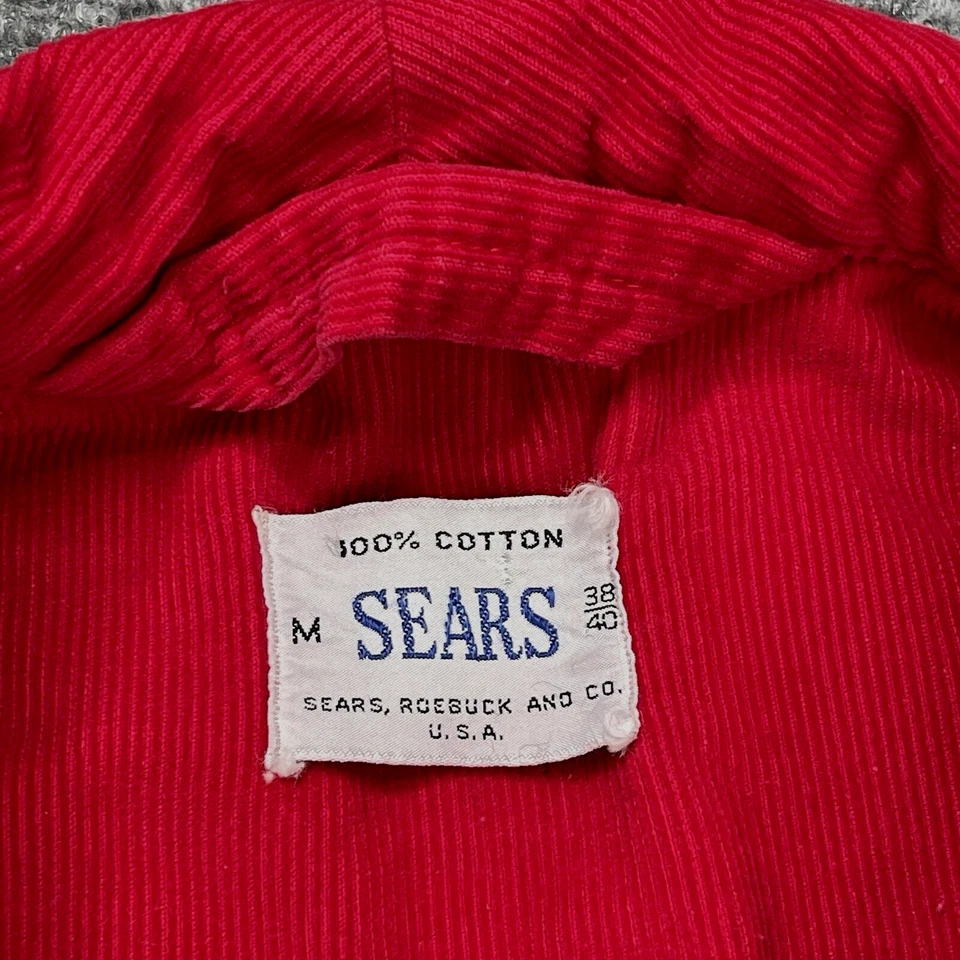 100% COTTON
M SEARS 38/40
SEARS, ROEBUCK AND CO.
U.S.A.